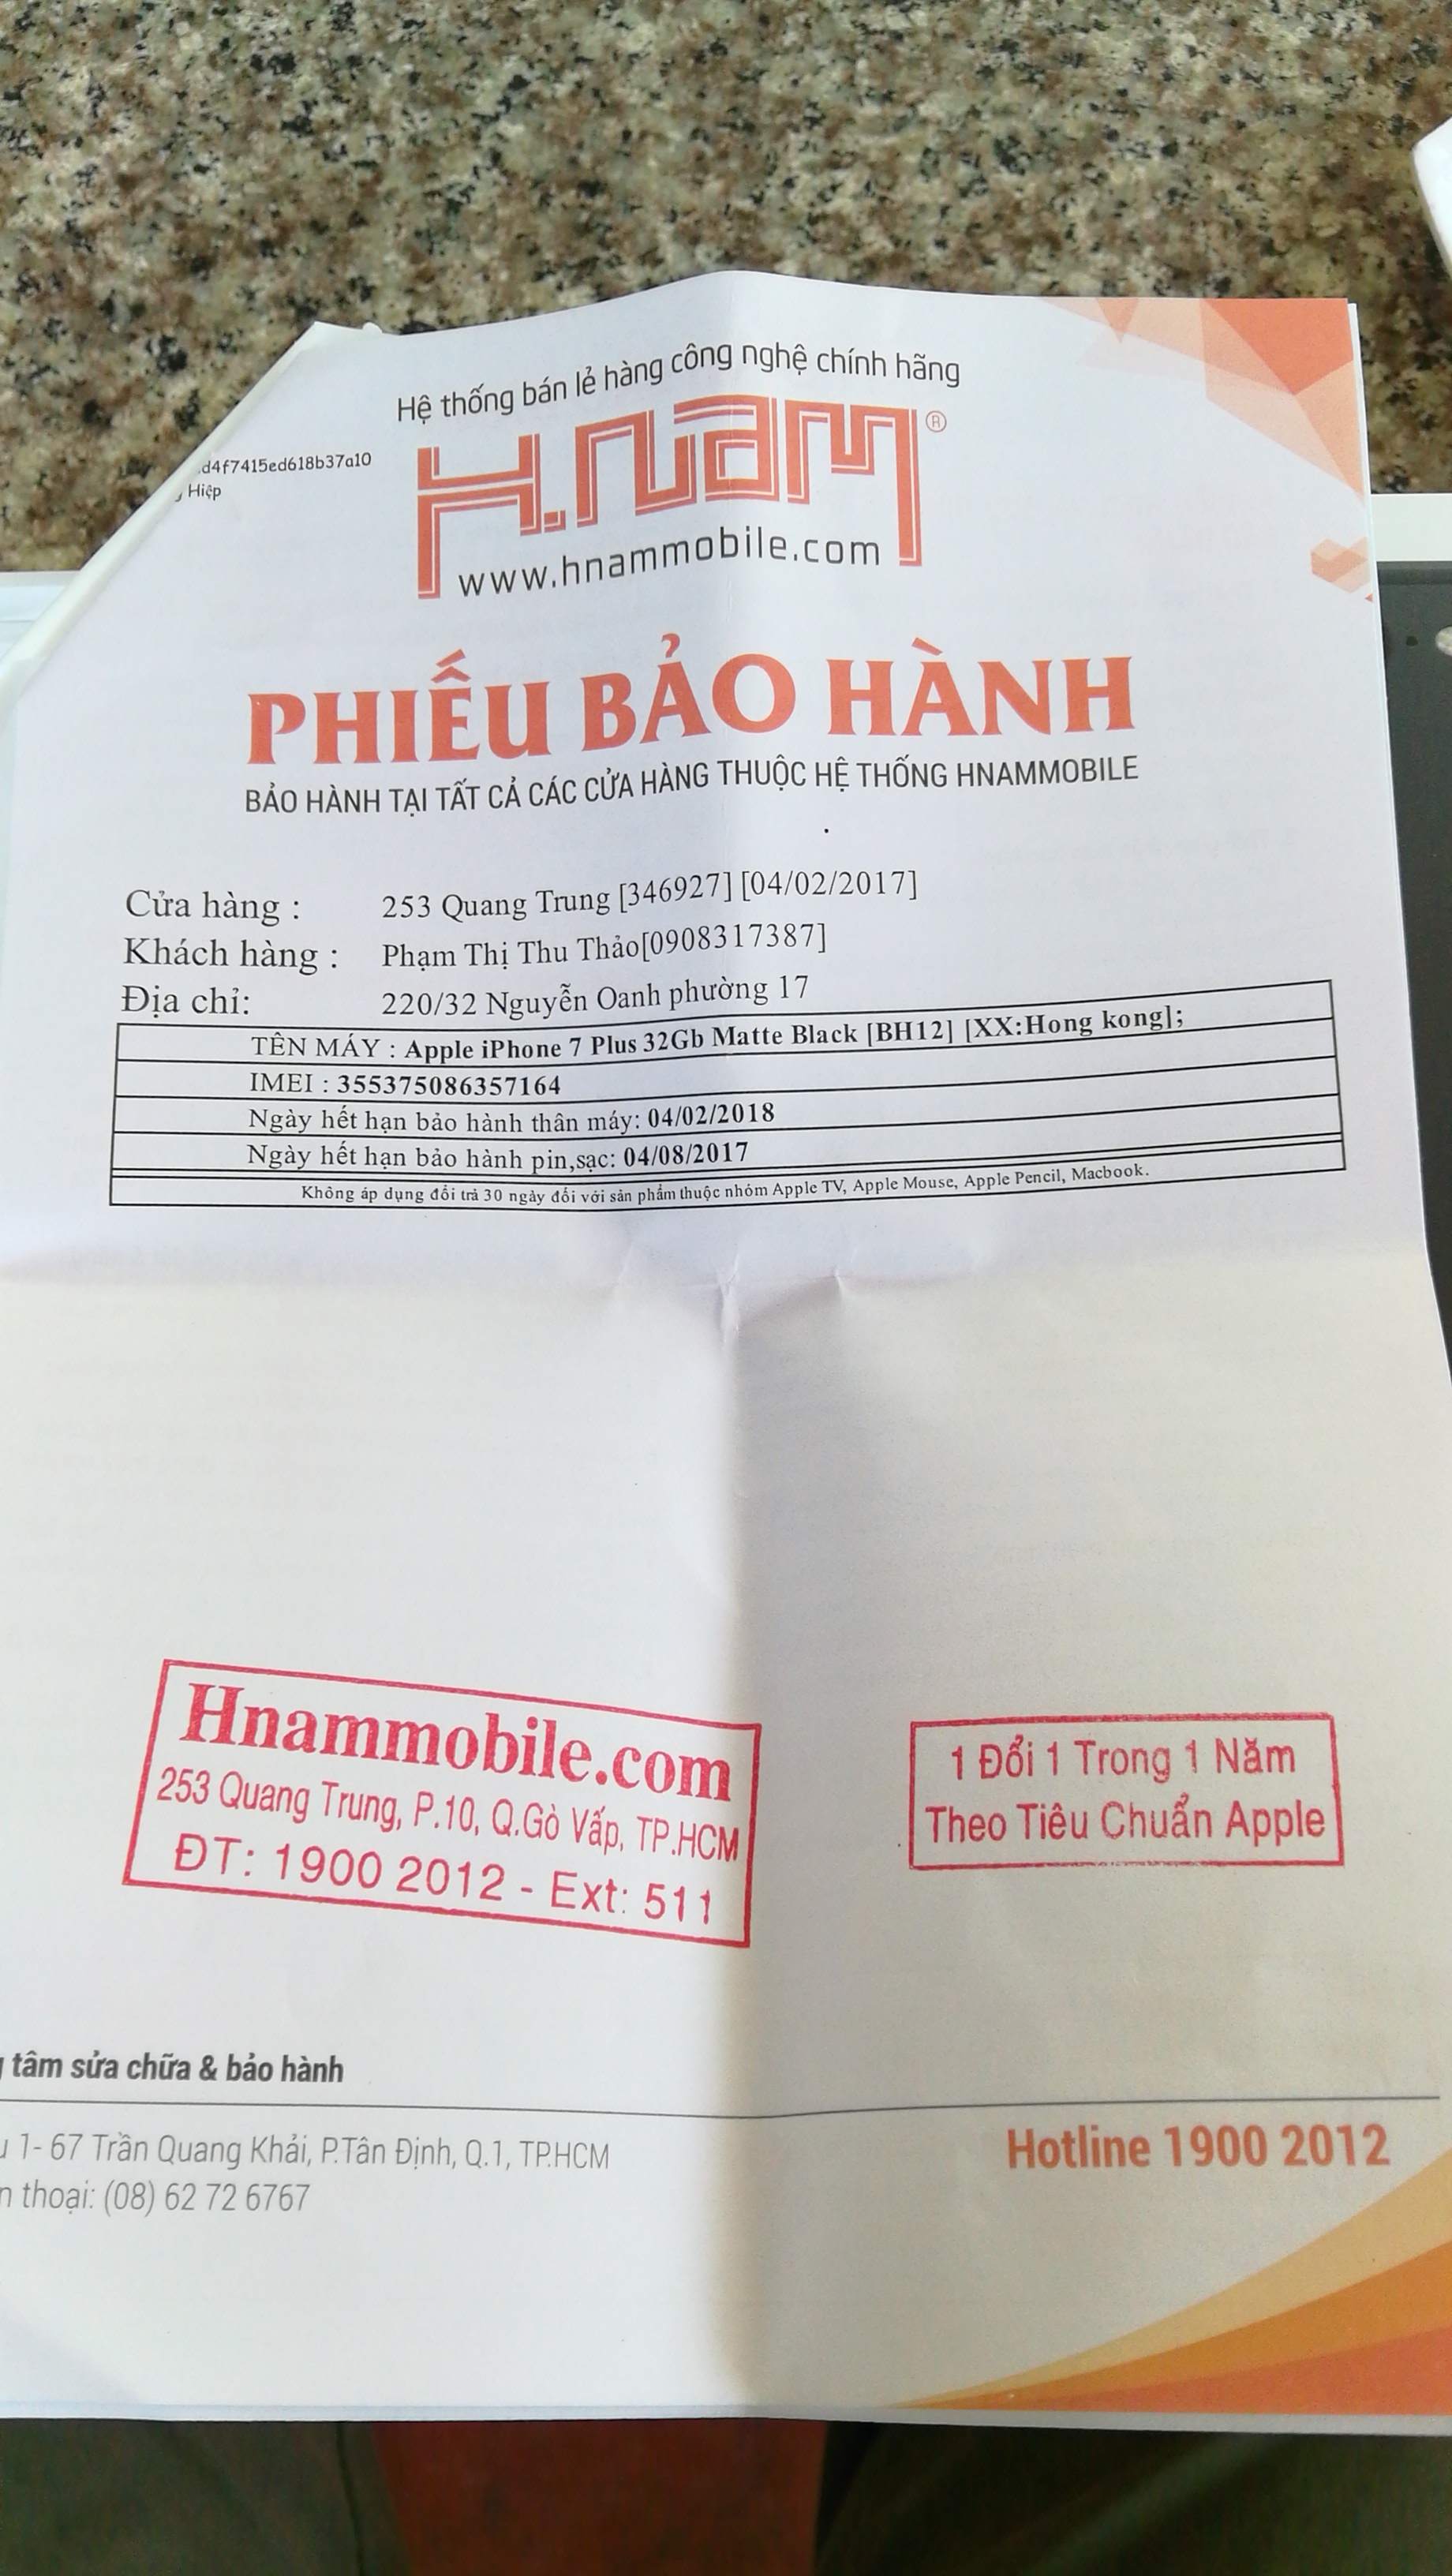 Hệ thống bán lẻ hàng công nghệ chính hãng
d4f7415ed618b37a10
Hiệp
H.nam ®
www.hnammobile.com
PHIẾU BẢO HÀNH
BẢO HÀNH TẠI TẤT CẢ CÁC CỬA HÀNG THUỘC HỆ THỐNG HNAMMOBILE
Cửa hàng : 253 Quang Trung [346927] [04/02/2017]
Khách hàng : Phạm Thị Thu Thảo[0908317387]
Địa chỉ: 220/32 Nguyễn Oanh phường 17
TÊN MÁY : Apple iPhone 7 Plus 32Gb Matte Black [BH12] [XX:Hong kong];
IMEI : 355375086357164
Ngày hết hạn bảo hành thân máy: 04/02/2018
Ngày hết hạn bảo hành pin,sạc: 04/08/2017
Không áp dụng đổi trả 30 ngày đối với sản phẩm thuộc nhóm Apple TV, Apple Mouse, Apple Pencil, Macbook.
Hnammobile.com
253 Quang Trung, P.10, Q.Gò Vấp, TP.HCM
ĐT: 1900 2012 - Ext: 511
1 Đổi 1 Trong 1 Năm
Theo Tiêu Chuẩn Apple
tâm sửa chữa & bảo hành
1- 67 Trần Quang Khải, P.Tân Định, Q.1, TP.HCM
thoại: (08) 62 72 6767
Hotline 1900 2012